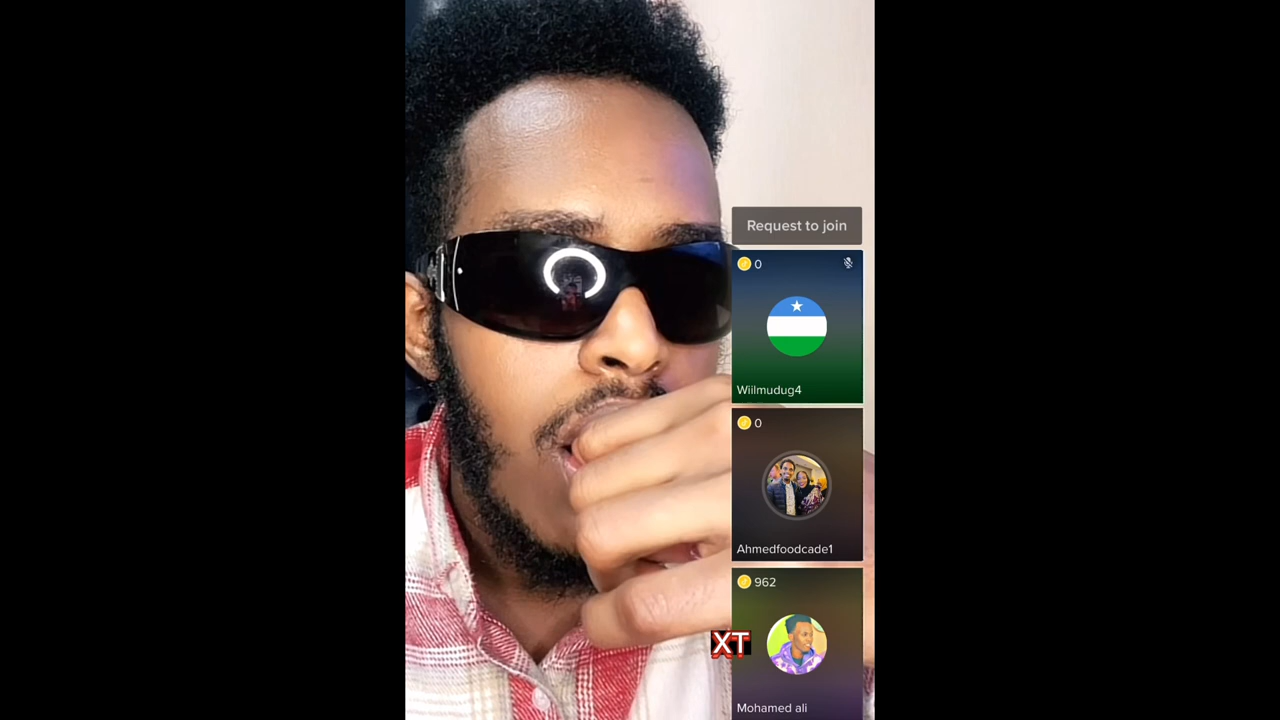 Request to join
0
Wiilmudug4
0
Ahmedfoodcade1
962
XT
Mohamed ali